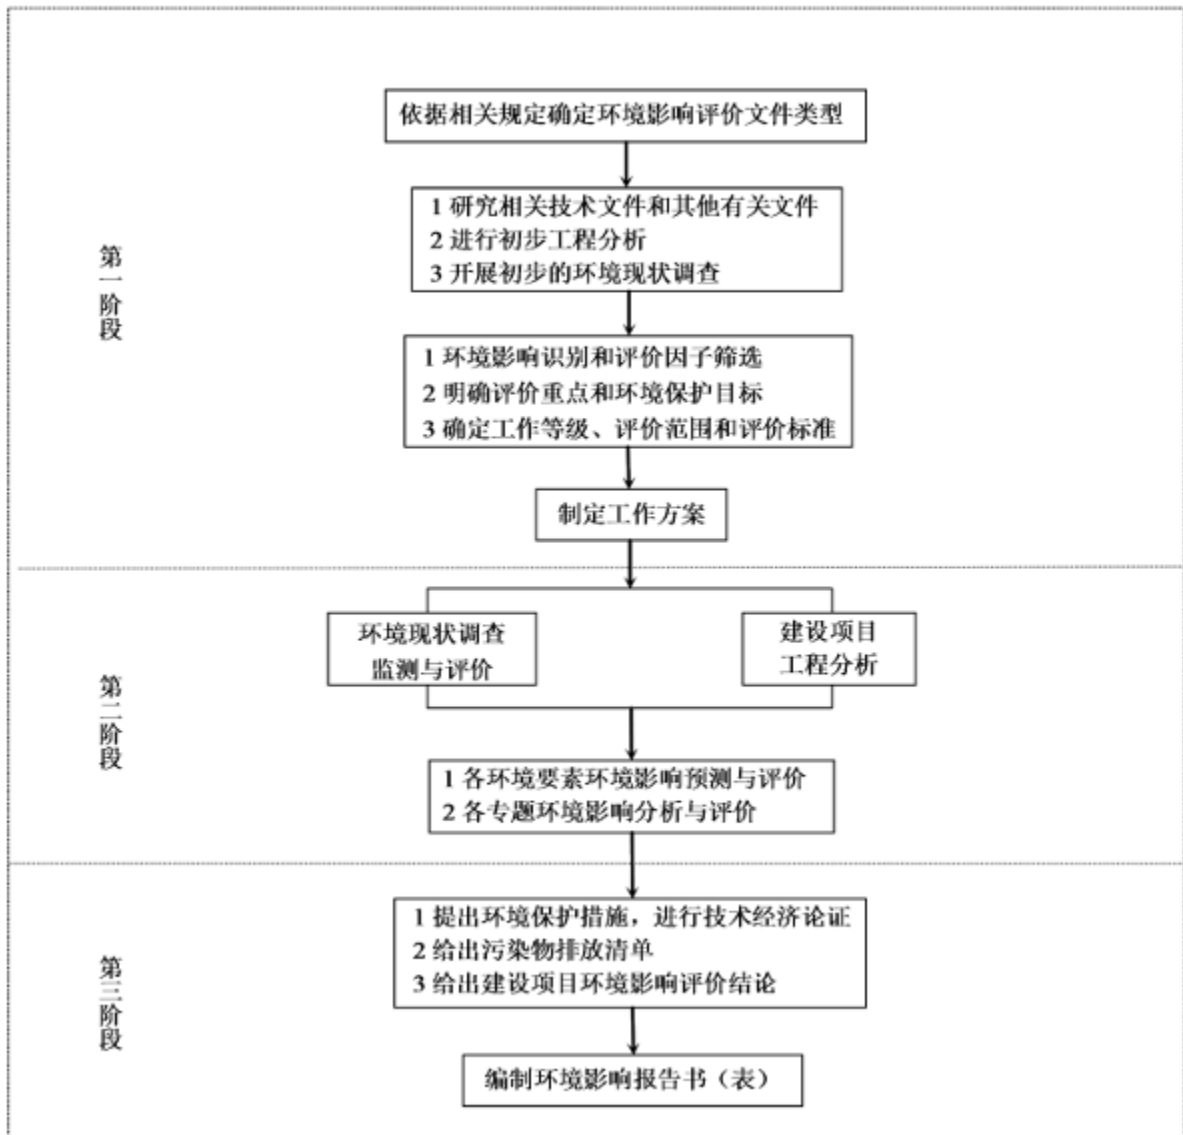 依据相关规定确定环境影响评价文件类型
1 研究相关技术文件和其他有关文件
2 进行初步工程分析
3 开展初步的环境现状调查
第一阶段
1 环境影响识别和评价因子筛选
2 明确评价重点和环境保护目标
3 确定工作等级、评价范围和评价标准
制定工作方案
环境现状调查
监测与评价
建设项目
工程分析
第二阶段
1 各环境要素环境影响预测与评价
2 各专题环境影响分析与评价
1 提出环境保护措施，进行技术经济论证
2 给出污染物排放清单
3 给出建设项目环境影响评价结论
第三阶段
编制环境影响报告书（表）